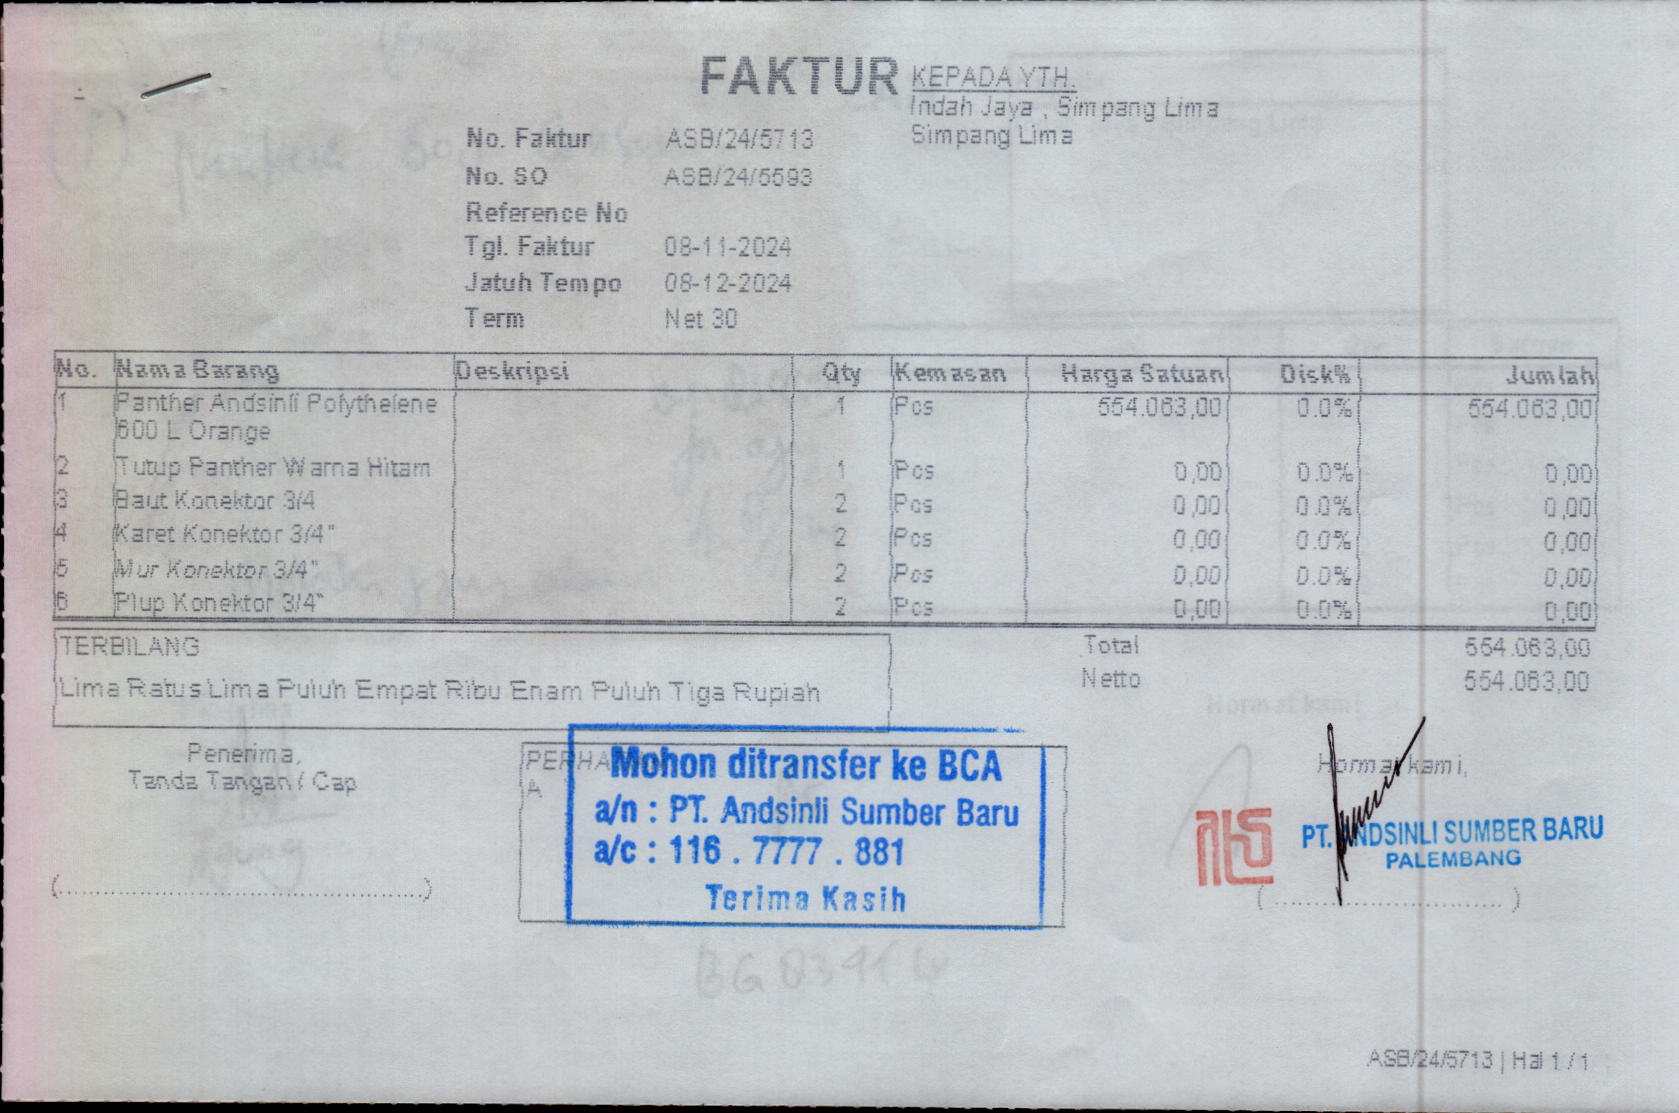 FAKTUR
KEPADA YTH.
Indah Jaya , Simpang Lima
Simpang Lima
No. Faktur ASB/24/5713
No. SO ASB/24/5593
Reference No
Tgl. Faktur 08-11-2024
Jatuh Tempo 08-12-2024
Term Net 30
No. Nama Barang Deskripsi Qty Kemasan Harga Satuan Disk% Jumlah
1 Panther Andsinli Polythelene 1 Pcs 554.063,00 0.0% 554.063,00
600 L Orange
2 Tutup Panther Warna Hitam 1 Pcs 0,00 0.0% 0,00
3 Baut Konektor 3/4 2 Pcs 0,00 0.0% 0,00
4 Karet Konektor 3/4" 2 Pcs 0,00 0.0% 0,00
5 Mur Konektor 3/4" 2 Pcs 0,00 0.0% 0,00
6 Plup Konektor 3/4" 2 Pcs 0,00 0.0% 0,00
TERBILANG
Lima Ratus Lima Puluh Empat Ribu Enam Puluh Tiga Rupiah
Total 554.063,00
Netto 554.063,00
Penerima,
Tanda Tangan / Cap
A
Mohon ditransfer ke BCA
a/n : PT. Andsinli Sumber Baru
a/c : 116 . 7777 . 881
Terima Kasih
Hormat kami,
PT. ANDSINLI SUMBER BARU
PALEMBANG
ASB/24/5713 | Hal 1 / 1